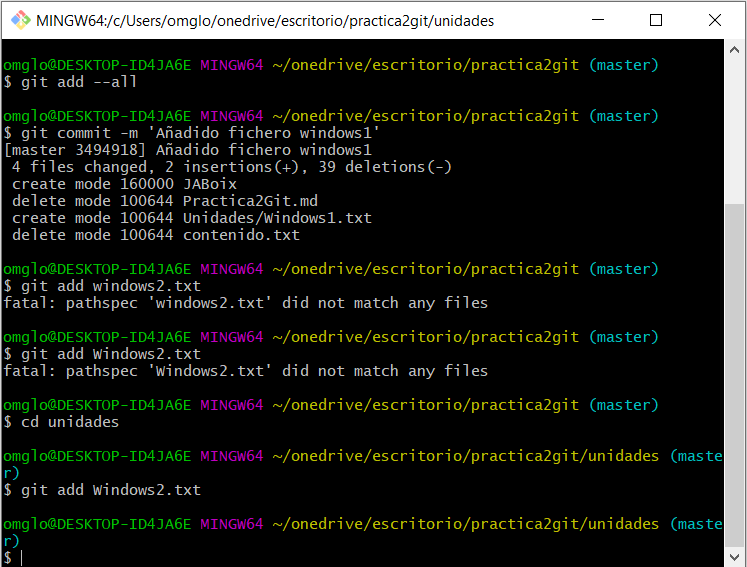 MINGW64:/c/Users/omglo/onedrive/escritorio/practica2git/unidades
omglo@DESKTOP-ID4JA6E MINGW64 ~/onedrive/escritorio/practica2git (master)
$ git add --all
omglo@DESKTOP-ID4JA6E MINGW64 ~/onedrive/escritorio/practica2git (master)
$ git commit -m 'Añadido fichero windows1'
[master 3494918] Añadido fichero windows1
 4 files changed, 2 insertions(+), 39 deletions(-)
 create mode 160000 JABoix
 delete mode 100644 Practica2Git.md
 create mode 100644 Unidades/Windows1.txt
 delete mode 100644 contenido.txt
omglo@DESKTOP-ID4JA6E MINGW64 ~/onedrive/escritorio/practica2git (master)
$ git add windows2.txt
fatal: pathspec 'windows2.txt' did not match any files
omglo@DESKTOP-ID4JA6E MINGW64 ~/onedrive/escritorio/practica2git (master)
$ git add Windows2.txt
fatal: pathspec 'Windows2.txt' did not match any files
omglo@DESKTOP-ID4JA6E MINGW64 ~/onedrive/escritorio/practica2git (master)
$ cd unidades
omglo@DESKTOP-ID4JA6E MINGW64 ~/onedrive/escritorio/practica2git/unidades (maste
r)
$ git add Windows2.txt
omglo@DESKTOP-ID4JA6E MINGW64 ~/onedrive/escritorio/practica2git/unidades (maste
r)
$